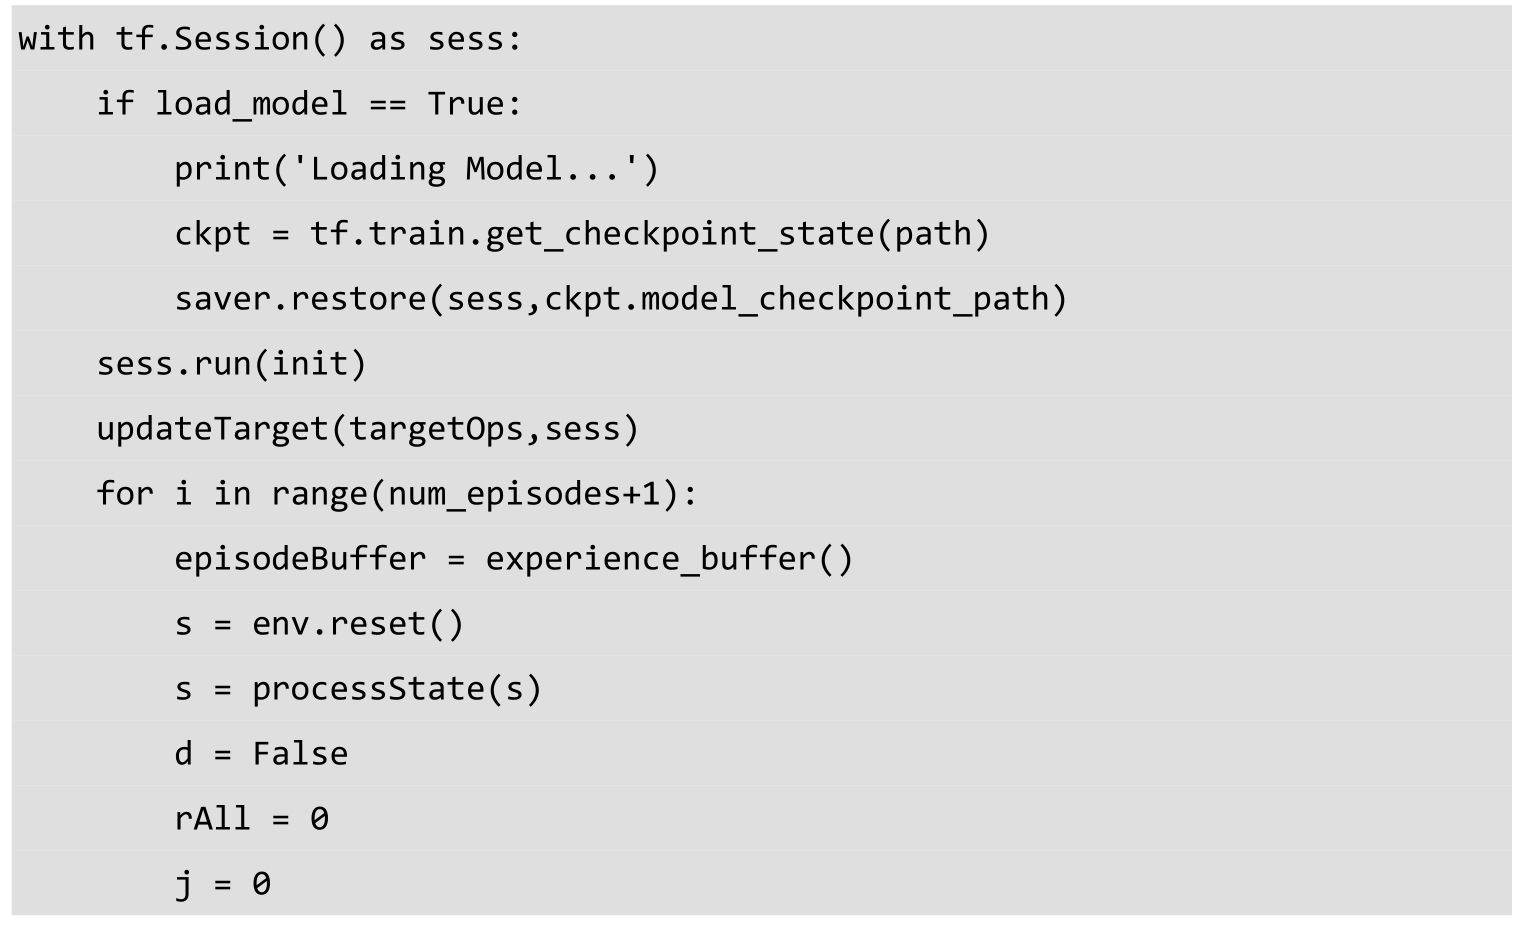 with tf.Session() as sess:
    if load_model == True:
        print('Loading Model...')
        ckpt = tf.train.get_checkpoint_state(path)
        saver.restore(sess,ckpt.model_checkpoint_path)
    sess.run(init)
    updateTarget(targetOps,sess)
    for i in range(num_episodes+1):
        episodeBuffer = experience_buffer()
        s = env.reset()
        s = processState(s)
        d = False
        rAll = 0
        j = 0